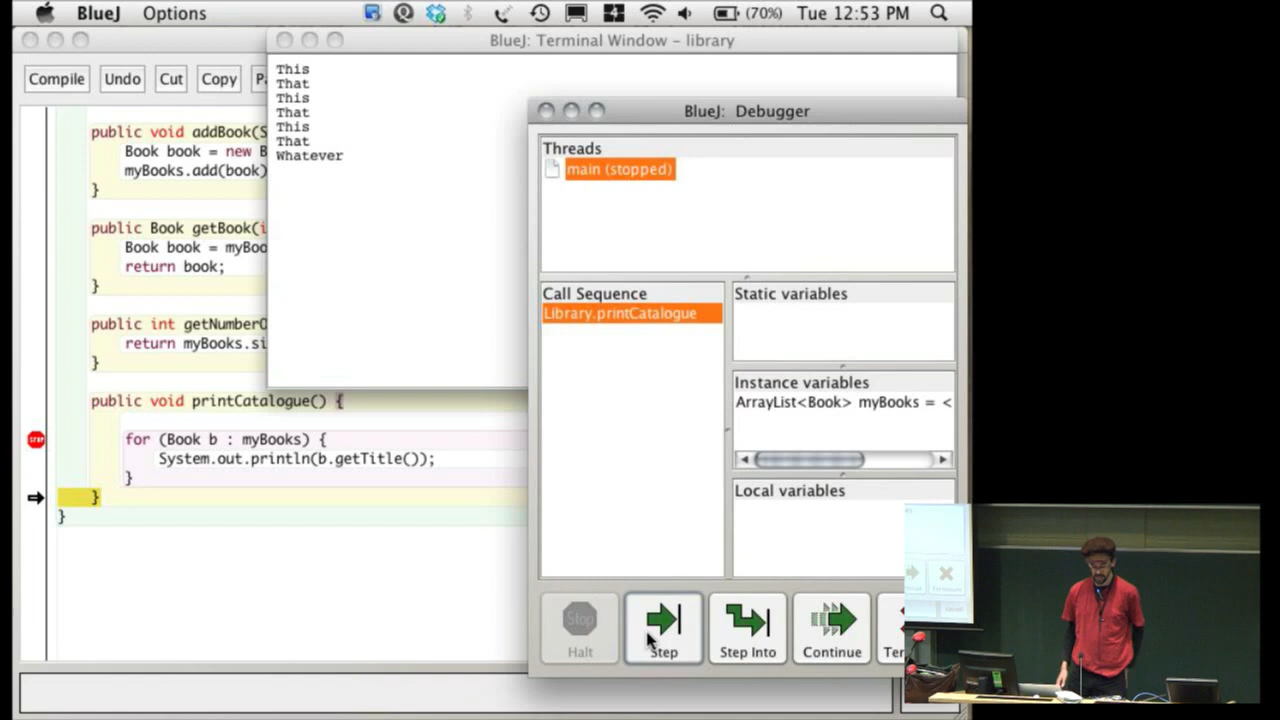 BlueJ Options (70%) Tue 12:53 PM
BlueJ: Terminal Window – library
Compile Undo Cut Copy Pa
This
That
This
That
This
That
Whatever
public void addBook(S
Book book = new B
myBooks.add(book)
}
public Book getBook(i
Book book = myBoo
return book;
}
public int getNumberO
return myBooks.si
}
public void printCatalogue() {
for (Book b : myBooks) {
System.out.println(b.getTitle());
}
}
}
BlueJ: Debugger
Threads
main (stopped)
Call Sequence
Library.printCatalogue
Static variables
Instance variables
ArrayList<Book> myBooks = <
Local variables
Stop
Halt Step Step Into Continue Ter